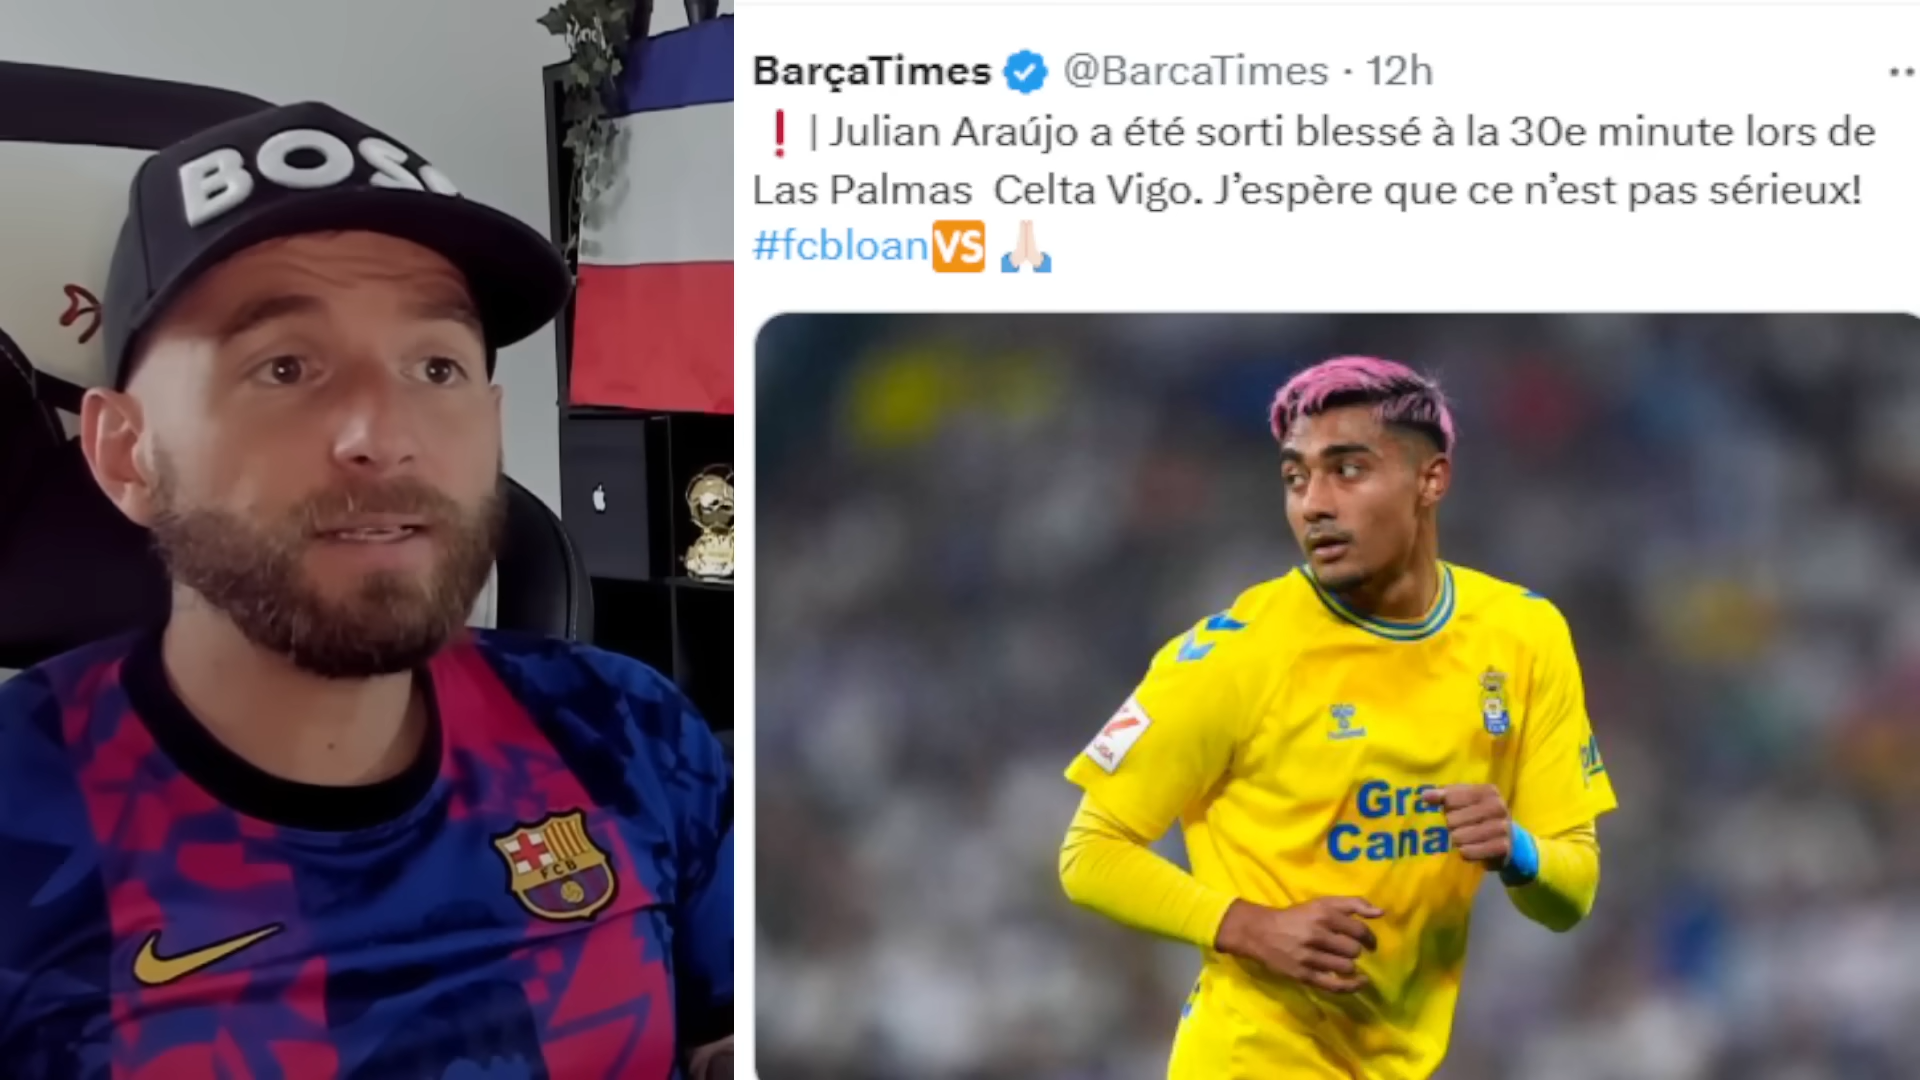 BOSS
FCB
BarçaTimes @BarcaTimes · 12h
❗ | Julian Araújo a été sorti blessé à la 30e minute lors de
Las Palmas Celta Vigo. J’espère que ce n’est pas sérieux!
#fcbloan🆚 🙏🏻
hummel
Gra
Cana